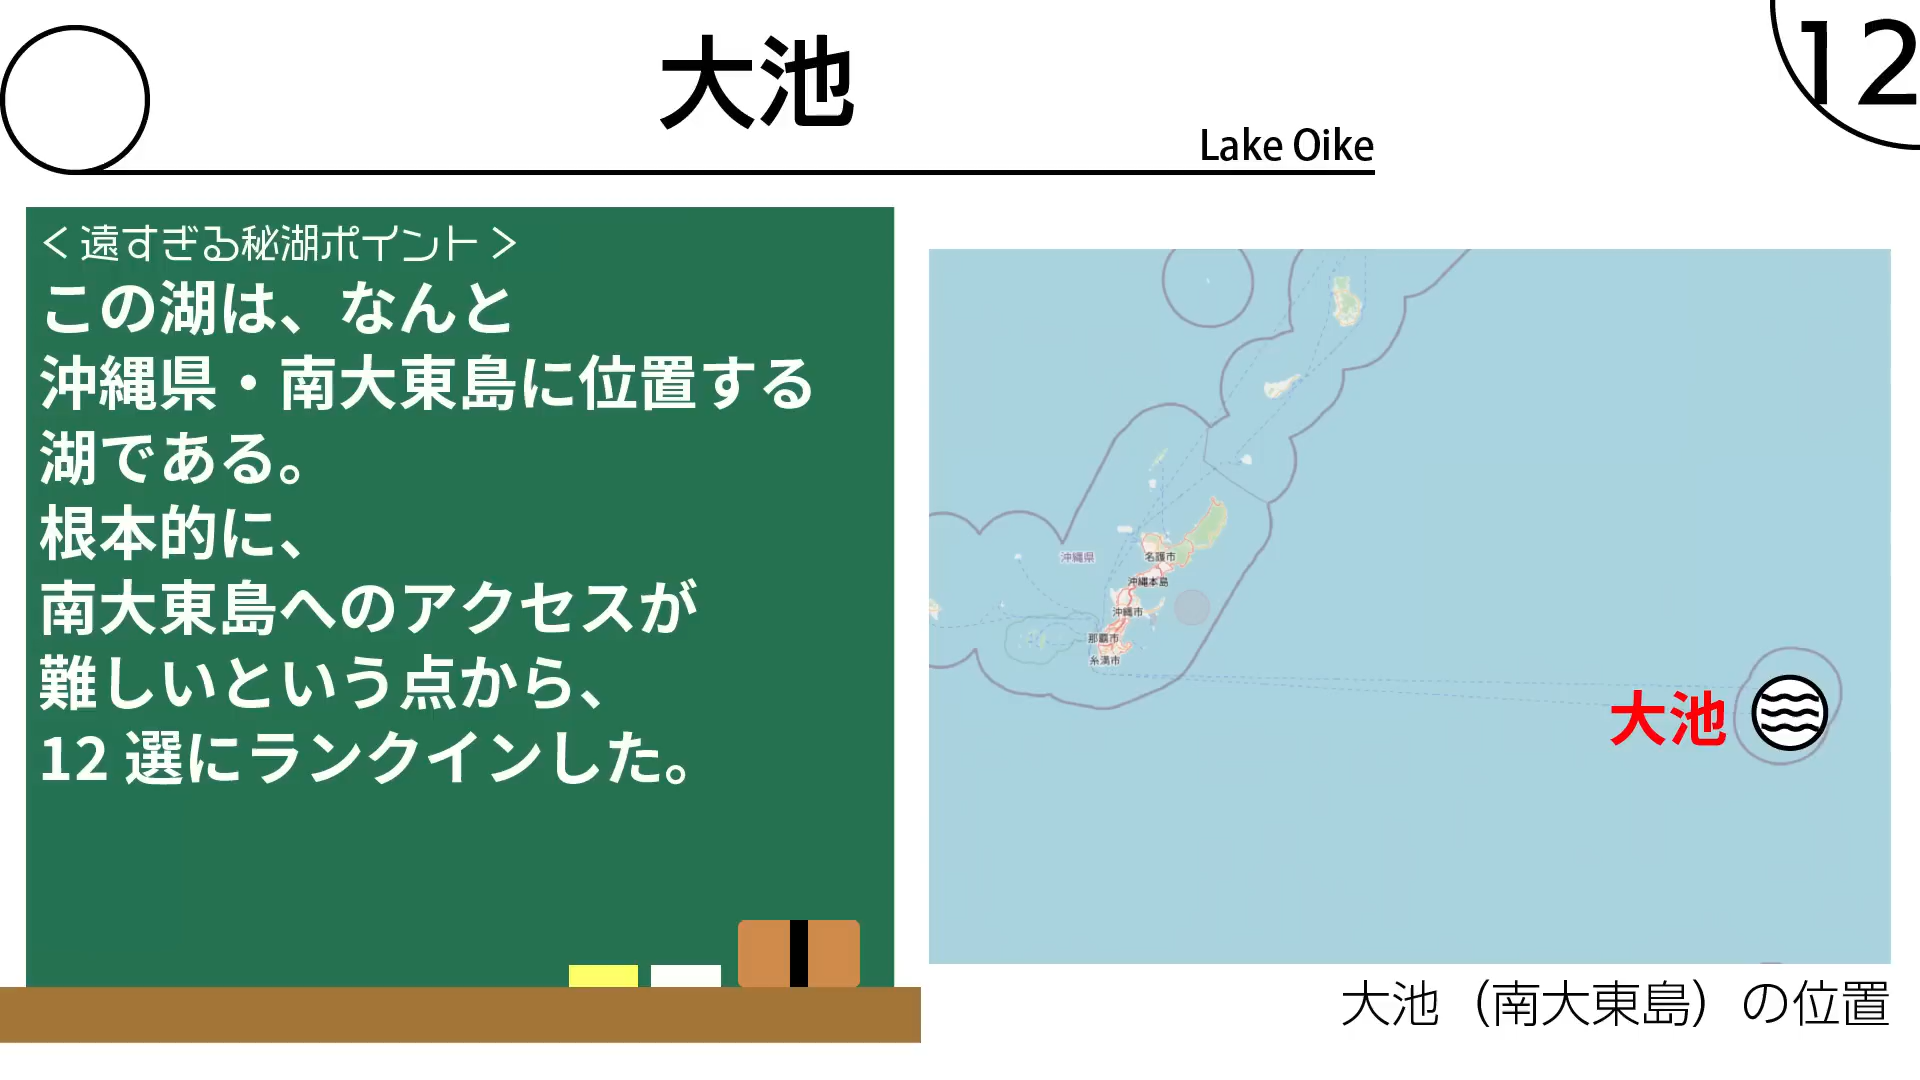 大池
12
Lake Oike
＜遠すぎる秘湖ポイント＞
この湖は、なんと
沖縄県・南大東島に位置する
湖である。
根本的に、
南大東島へのアクセスが
難しいという点から、
12 選にランクインした。
沖縄県
名護市
沖縄本島
沖縄市
那覇市
糸満市
大池
大池（南大東島）の位置